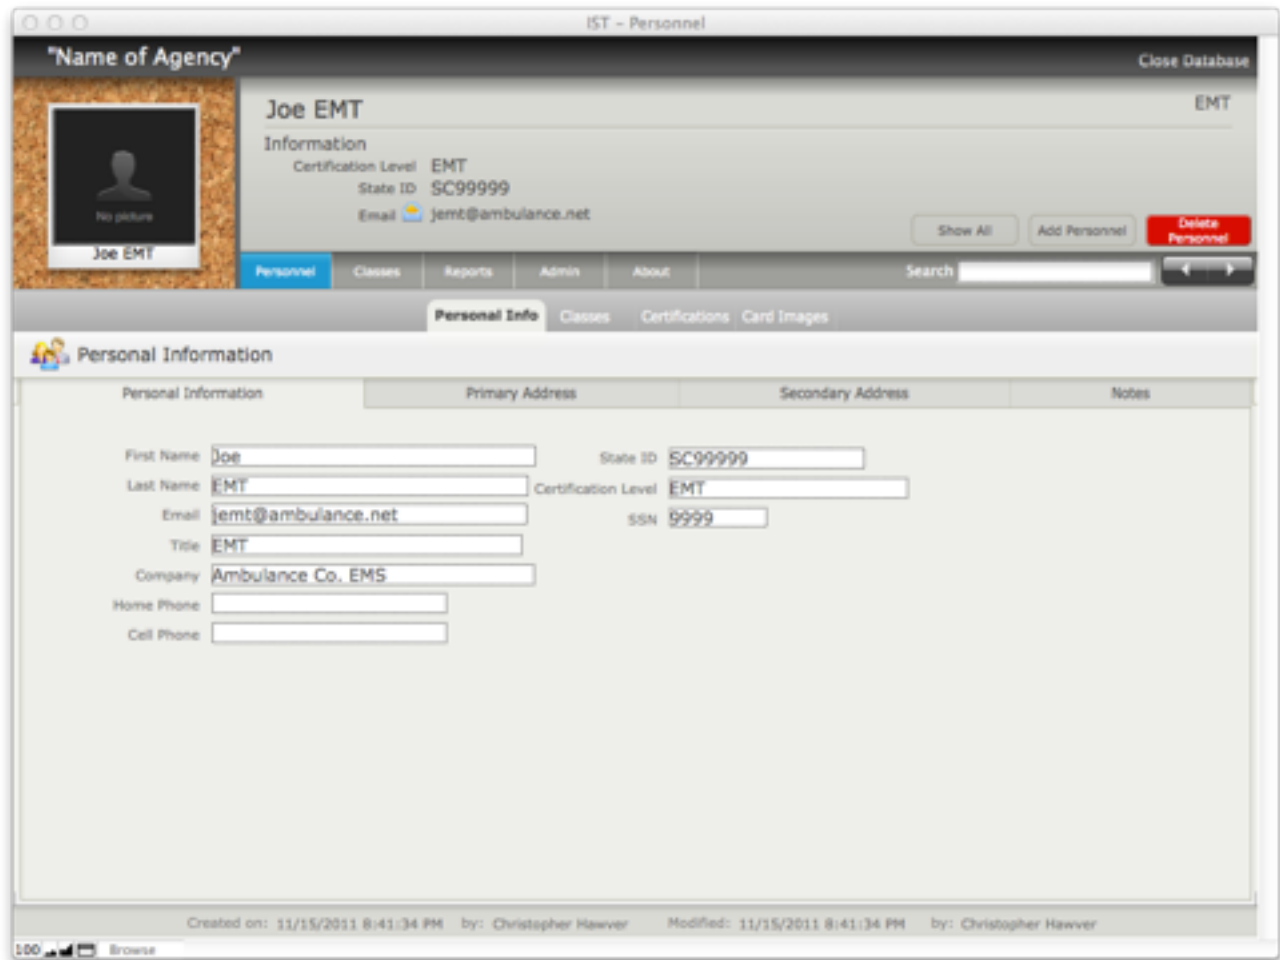 IST - Personnel
"Name of Agency"
Close Database
Joe EMT
EMT
Information
Certification Level EMT
State ID SC99999
Email jemt@ambulance.net
No picture
Joe EMT
Show All
Add Personnel
Delete
Personnel
Personnel Classes Reports Admin About
Search
Personal Info Classes Certifications Card Images
Personal Information
Personal Information Primary Address Secondary Address Notes
First Name Joe
Last Name EMT
Email jemt@ambulance.net
Title EMT
Company Ambulance Co. EMS
Home Phone
Cell Phone
State ID SC99999
Certification Level EMT
SSN 9999
Created on: 11/15/2011 8:41:34 PM by: Christopher Hawver Modified: 11/15/2011 8:41:34 PM by: Christopher Hawver
100 Browse